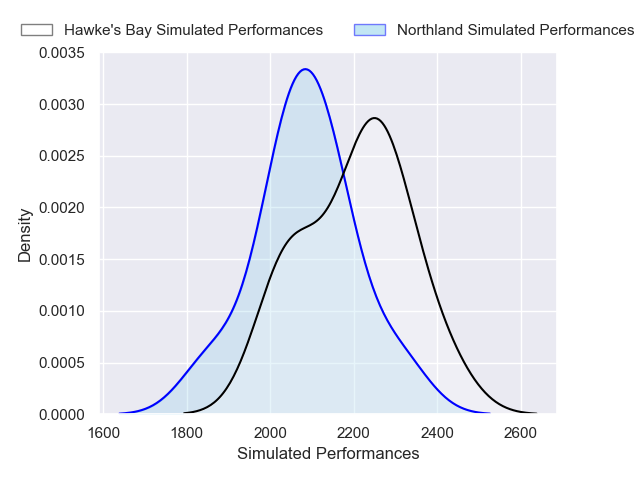 Hawke's Bay Simulated Performances
Northland Simulated Performances
0.0035
0.0030
0.0025
0.0020
0.0015
0.0010
0.0005
0.0000
Density
1600 1800 2000 2200 2400 2600
Simulated Performances